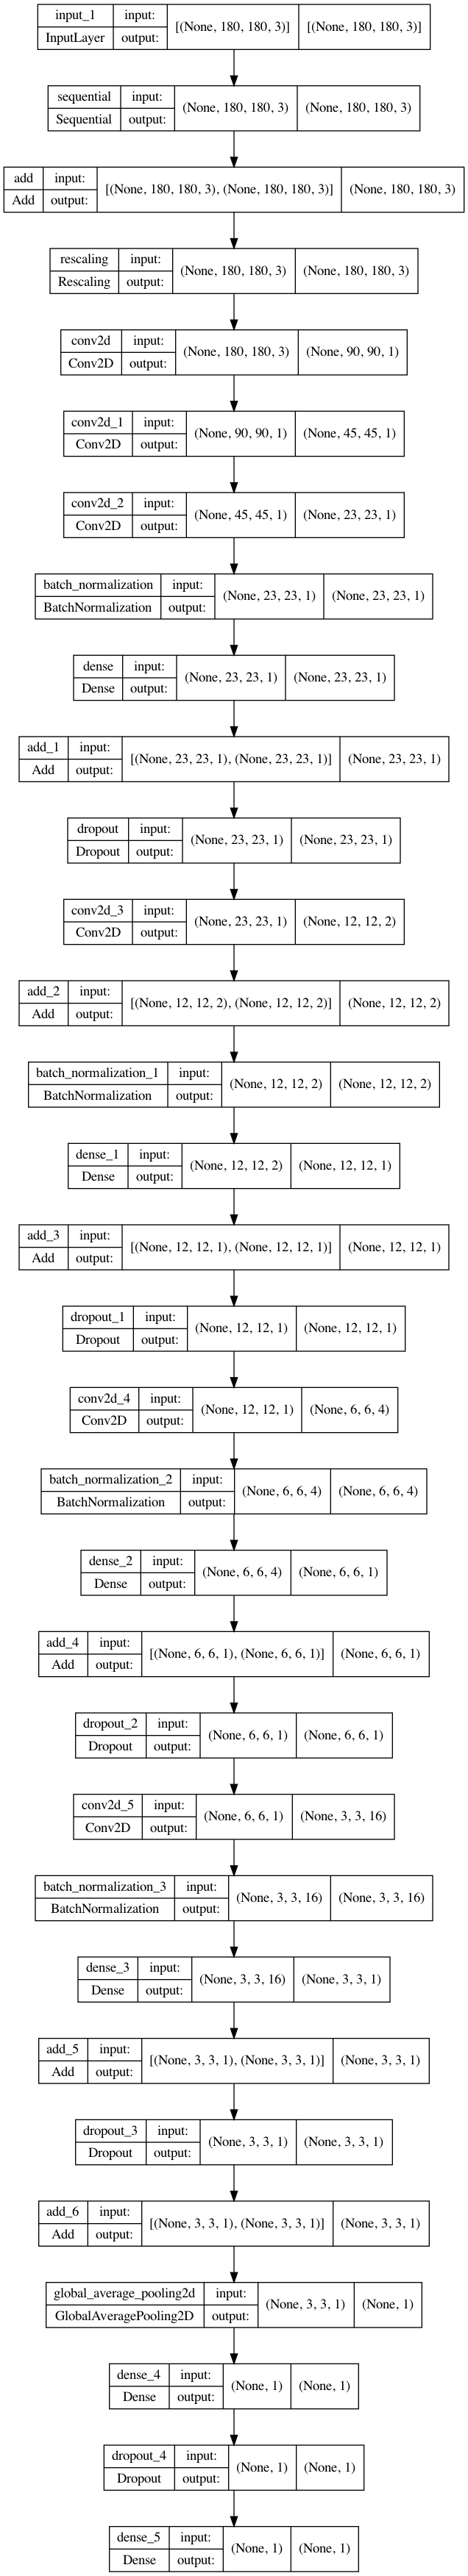 input_1 input: [(None, 180, 180, 3)] [(None, 180, 180, 3)]
InputLayer output:
sequential input: (None, 180, 180, 3) (None, 180, 180, 3)
Sequential output:
add input: [(None, 180, 180, 3), (None, 180, 180, 3)] (None, 180, 180, 3)
Add output:
rescaling input: (None, 180, 180, 3) (None, 180, 180, 3)
Rescaling output:
conv2d input: (None, 180, 180, 3) (None, 90, 90, 1)
Conv2D output:
conv2d_1 input: (None, 90, 90, 1) (None, 45, 45, 1)
Conv2D output:
conv2d_2 input: (None, 45, 45, 1) (None, 23, 23, 1)
Conv2D output:
batch_normalization input: (None, 23, 23, 1) (None, 23, 23, 1)
BatchNormalization output:
dense input: (None, 23, 23, 1) (None, 23, 23, 1)
Dense output:
add_1 input: [(None, 23, 23, 1), (None, 23, 23, 1)] (None, 23, 23, 1)
Add output:
dropout input: (None, 23, 23, 1) (None, 23, 23, 1)
Dropout output:
conv2d_3 input: (None, 23, 23, 1) (None, 12, 12, 2)
Conv2D output:
add_2 input: [(None, 12, 12, 2), (None, 12, 12, 2)] (None, 12, 12, 2)
Add output:
batch_normalization_1 input: (None, 12, 12, 2) (None, 12, 12, 2)
BatchNormalization output:
dense_1 input: (None, 12, 12, 2) (None, 12, 12, 1)
Dense output:
add_3 input: [(None, 12, 12, 1), (None, 12, 12, 1)] (None, 12, 12, 1)
Add output:
dropout_1 input: (None, 12, 12, 1) (None, 12, 12, 1)
Dropout output:
conv2d_4 input: (None, 12, 12, 1) (None, 6, 6, 4)
Conv2D output:
batch_normalization_2 input: (None, 6, 6, 4) (None, 6, 6, 4)
BatchNormalization output:
dense_2 input: (None, 6, 6, 4) (None, 6, 6, 1)
Dense output:
add_4 input: [(None, 6, 6, 1), (None, 6, 6, 1)] (None, 6, 6, 1)
Add output:
dropout_2 input: (None, 6, 6, 1) (None, 6, 6, 1)
Dropout output:
conv2d_5 input: (None, 6, 6, 1) (None, 3, 3, 16)
Conv2D output:
batch_normalization_3 input: (None, 3, 3, 16) (None, 3, 3, 16)
BatchNormalization output:
dense_3 input: (None, 3, 3, 16) (None, 3, 3, 1)
Dense output:
add_5 input: [(None, 3, 3, 1), (None, 3, 3, 1)] (None, 3, 3, 1)
Add output:
dropout_3 input: (None, 3, 3, 1) (None, 3, 3, 1)
Dropout output:
add_6 input: [(None, 3, 3, 1), (None, 3, 3, 1)] (None, 3, 3, 1)
Add output:
global_average_pooling2d input: (None, 3, 3, 1) (None, 1)
GlobalAveragePooling2D output:
dense_4 input: (None, 1) (None, 1)
Dense output:
dropout_4 input: (None, 1) (None, 1)
Dropout output:
dense_5 input: (None, 1) (None, 1)
Dense output: